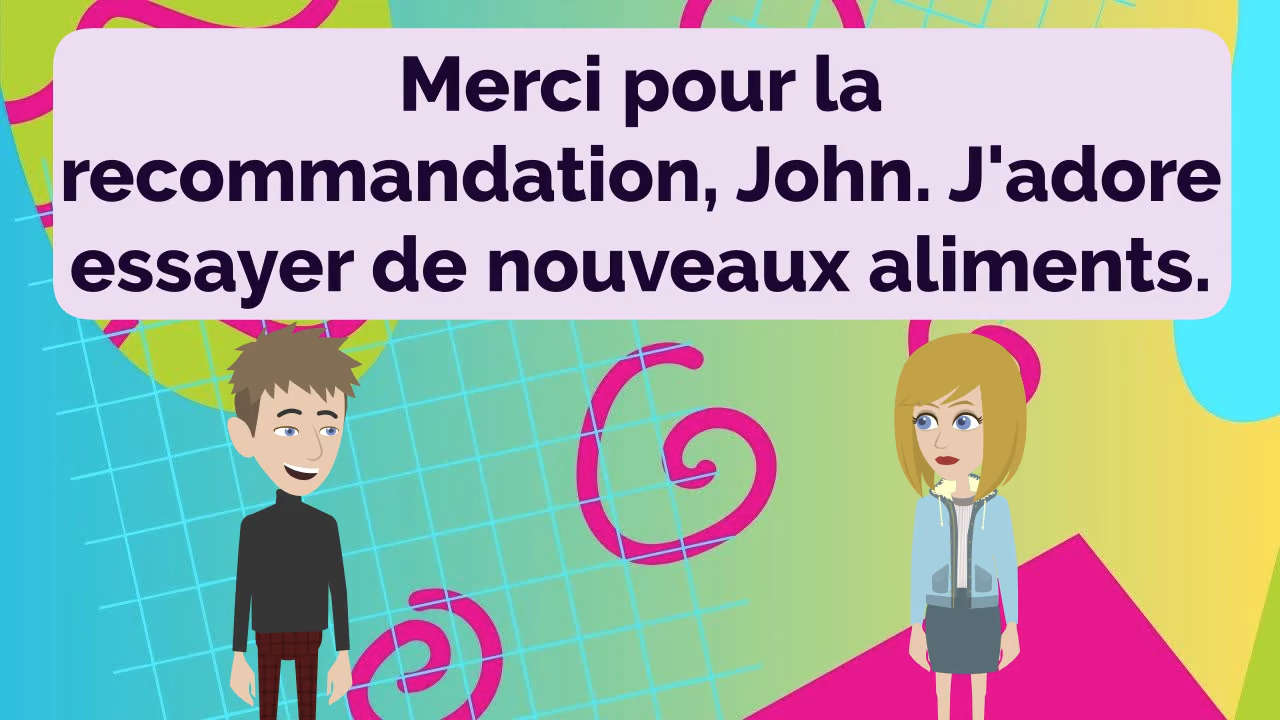 Merci pour la
recommandation, John. J'adore
essayer de nouveaux aliments.